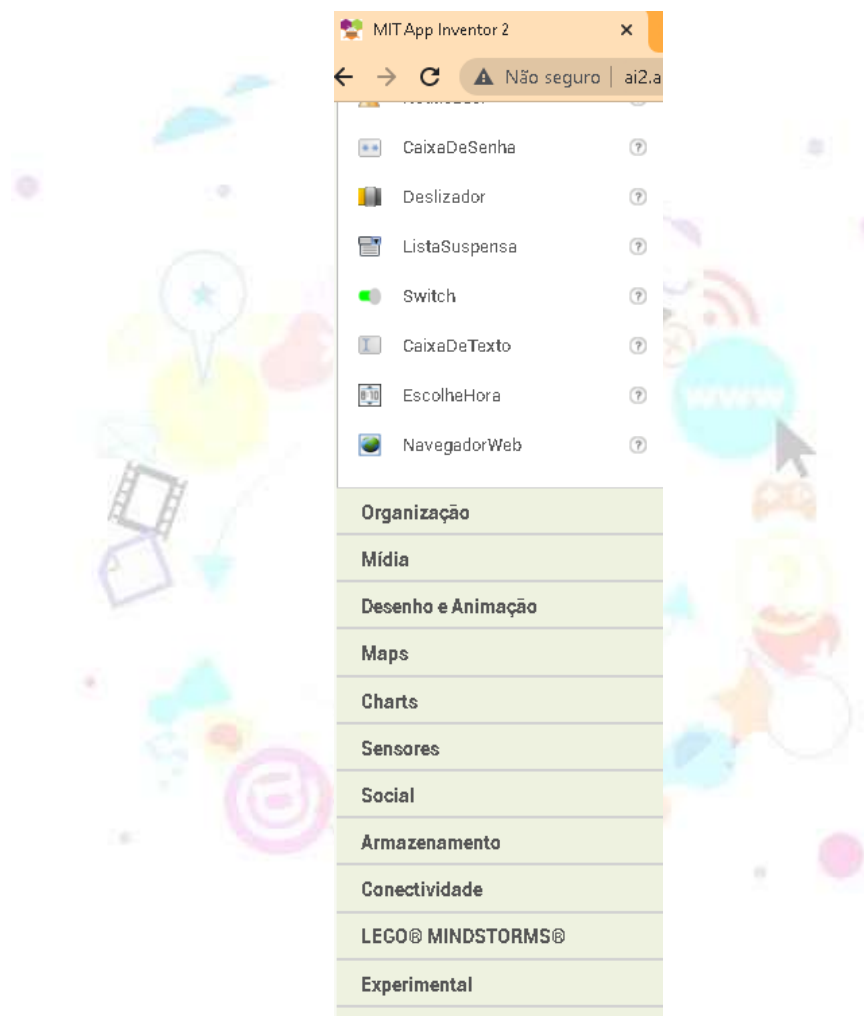 MIT App Inventor 2
Não seguro | ai2.a
CaixaDeSenha
Deslizador
ListaSuspensa
Switch
CaixaDeTexto
EscolheHora
NavegadorWeb
www
Organização
Mídia
Desenho e Animação
Maps
Charts
Sensores
Social
Armazenamento
Conectividade
LEGO® MINDSTORMS®
Experimental